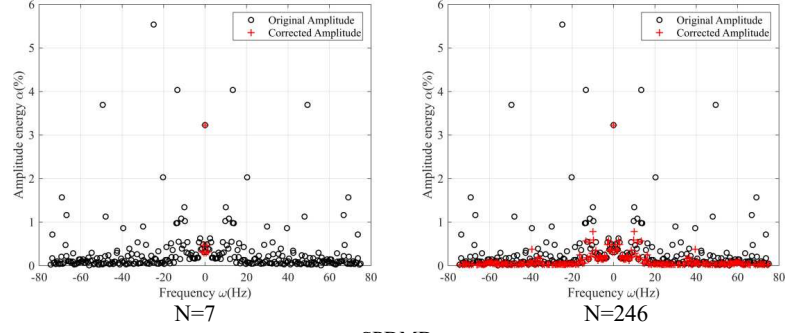 6
5
4
3
2
1
0
Amplitude energy α(%)
Original Amplitude
Corrected Amplitude
-80 -60 -40 -20 0 20 40 60 80
Frequency ω(Hz)
N=7
6
5
4
3
2
1
0
Amplitude energy α(%)
Original Amplitude
Corrected Amplitude
-80 -60 -40 -20 0 20 40 60 80
Frequency ω(Hz)
N=246